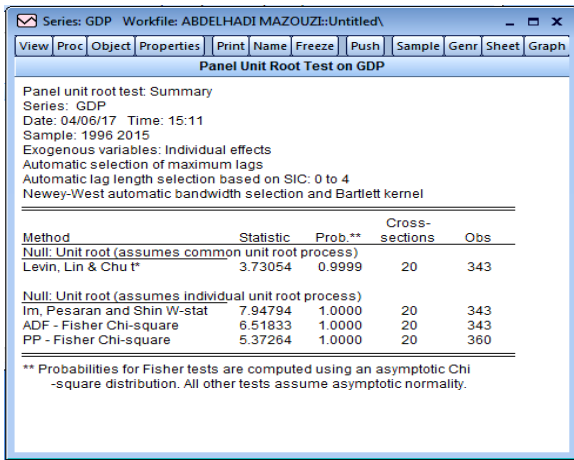 Series: GDP Workfile: ABDELHADI MAZOUZI::Untitled\
View Proc Object Properties Print Name Freeze Push Sample Genr Sheet Graph
Panel Unit Root Test on GDP
Panel unit root test: Summary
Series: GDP
Date: 04/06/17 Time: 15:11
Sample: 1996 2015
Exogenous variables: Individual effects
Automatic selection of maximum lags
Automatic lag length selection based on SIC: 0 to 4
Newey-West automatic bandwidth selection and Bartlett kernel
Cross-
Method Statistic Prob.** sections Obs
Null: Unit root (assumes common unit root process)
Levin, Lin & Chu t* 3.73054 0.9999 20 343
Null: Unit root (assumes individual unit root process)
Im, Pesaran and Shin W-stat 7.94794 1.0000 20 343
ADF - Fisher Chi-square 6.51833 1.0000 20 343
PP - Fisher Chi-square 5.37264 1.0000 20 360
** Probabilities for Fisher tests are computed using an asymptotic Chi
-square distribution. All other tests assume asymptotic normality.